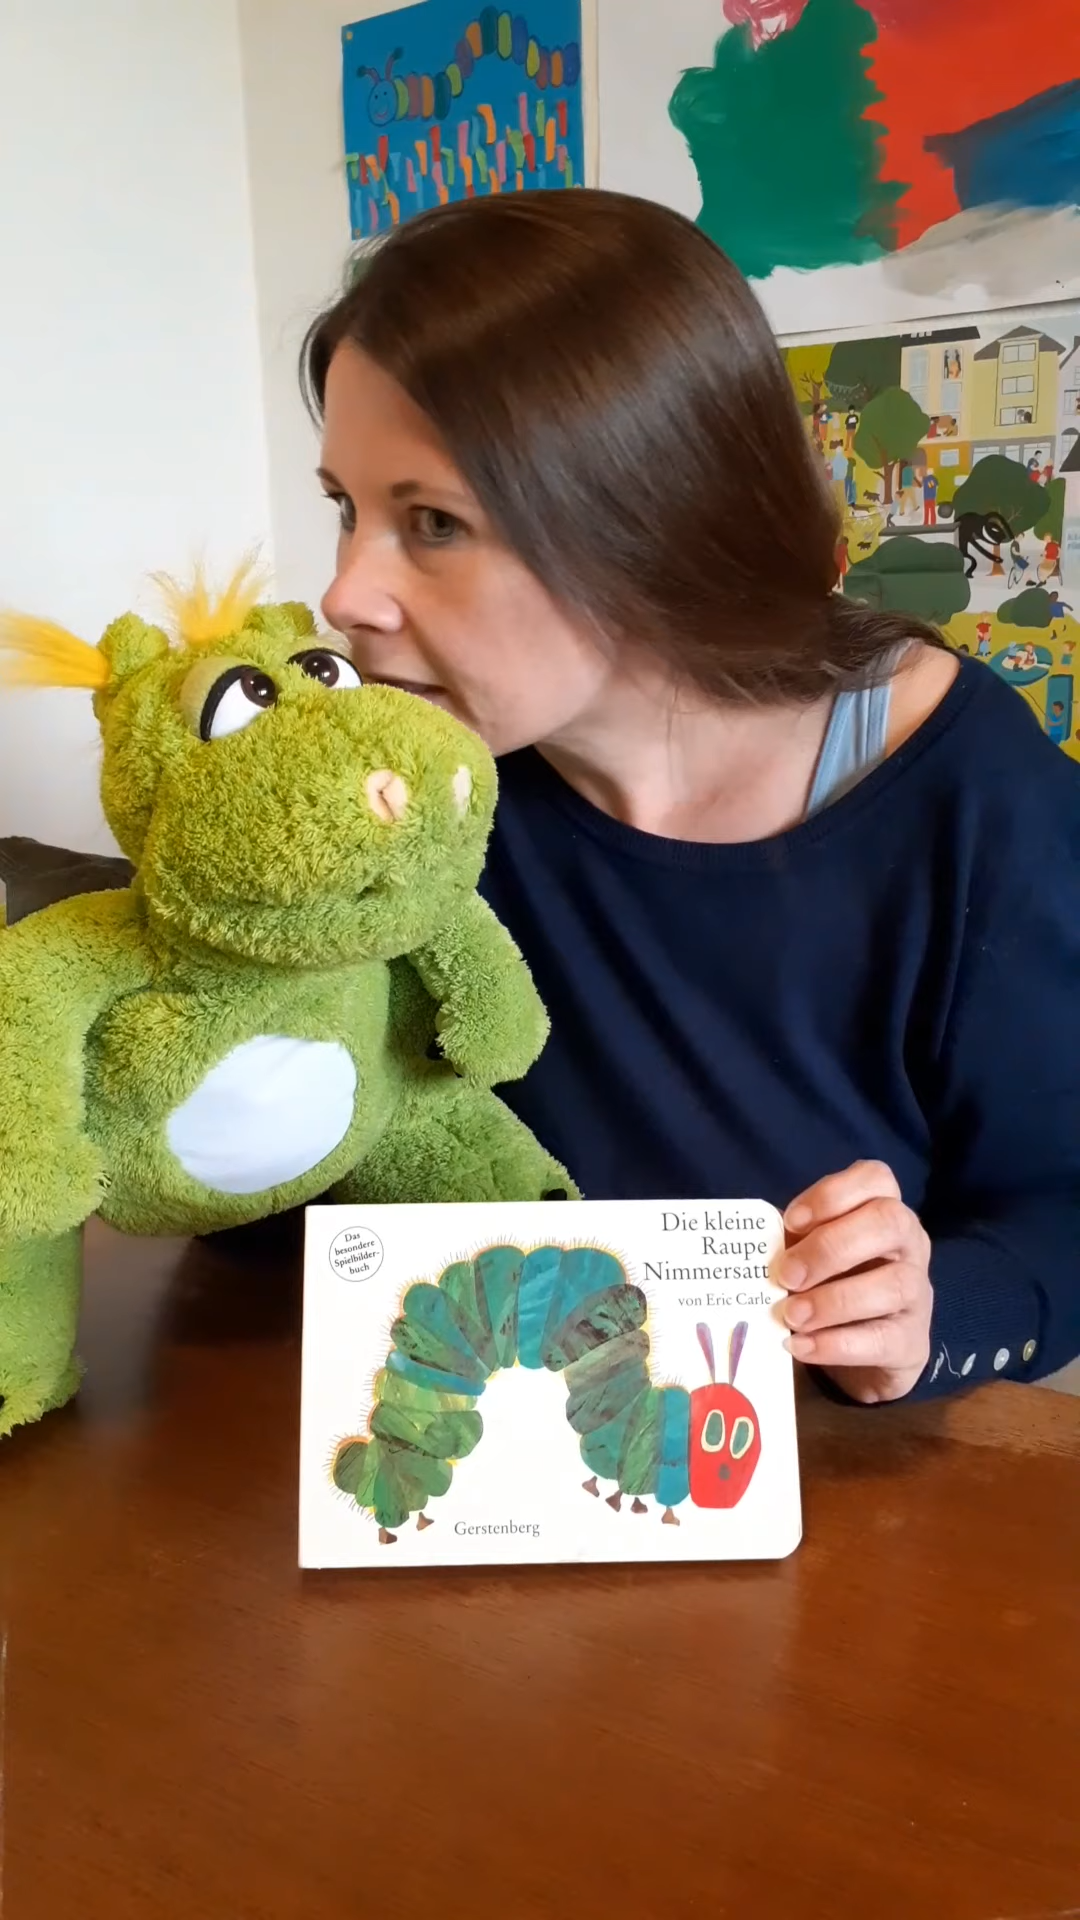 Das
besondere
Spielbilder-
buch
Die kleine
Raupe
Nimmersatt
von Eric Carle
Gerstenberg